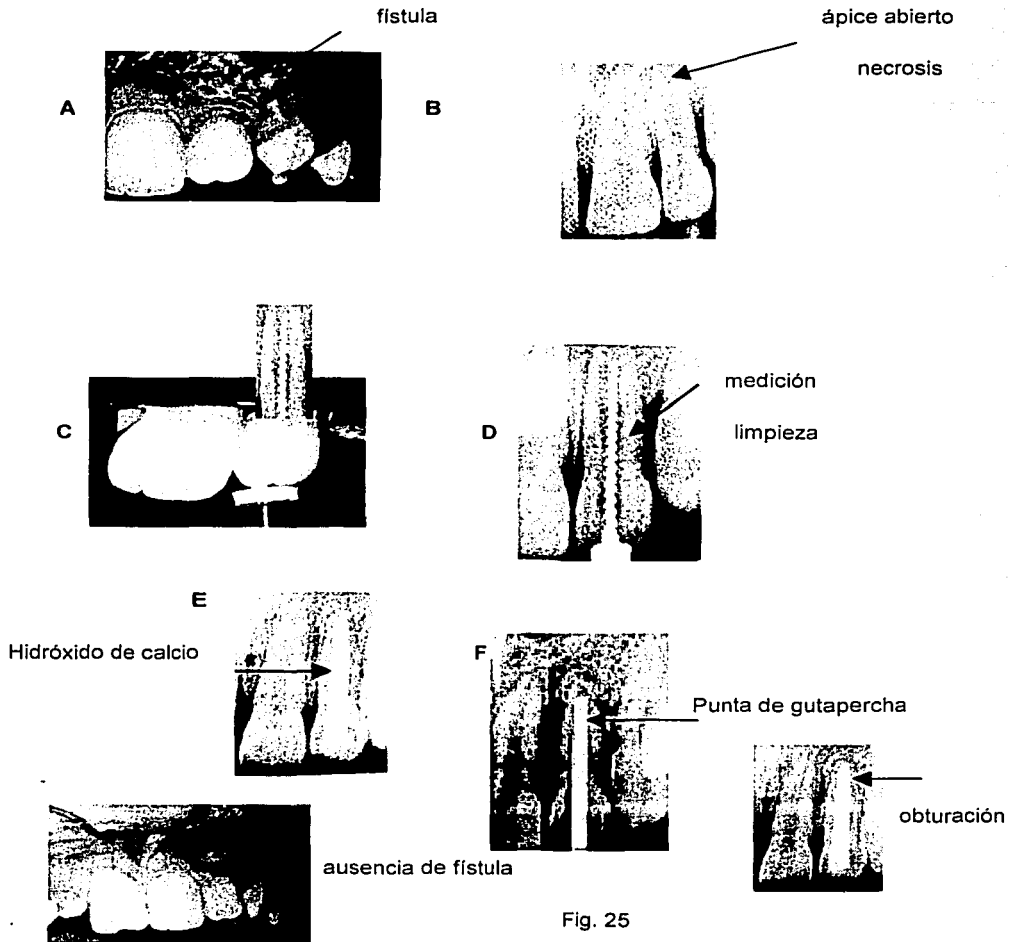 fístula
ápice abierto
necrosis
A
B
C
D
medición
limpieza
E
Hidróxido de calcio
F
Punta de gutapercha
obturación
ausencia de fístula
Fig. 25